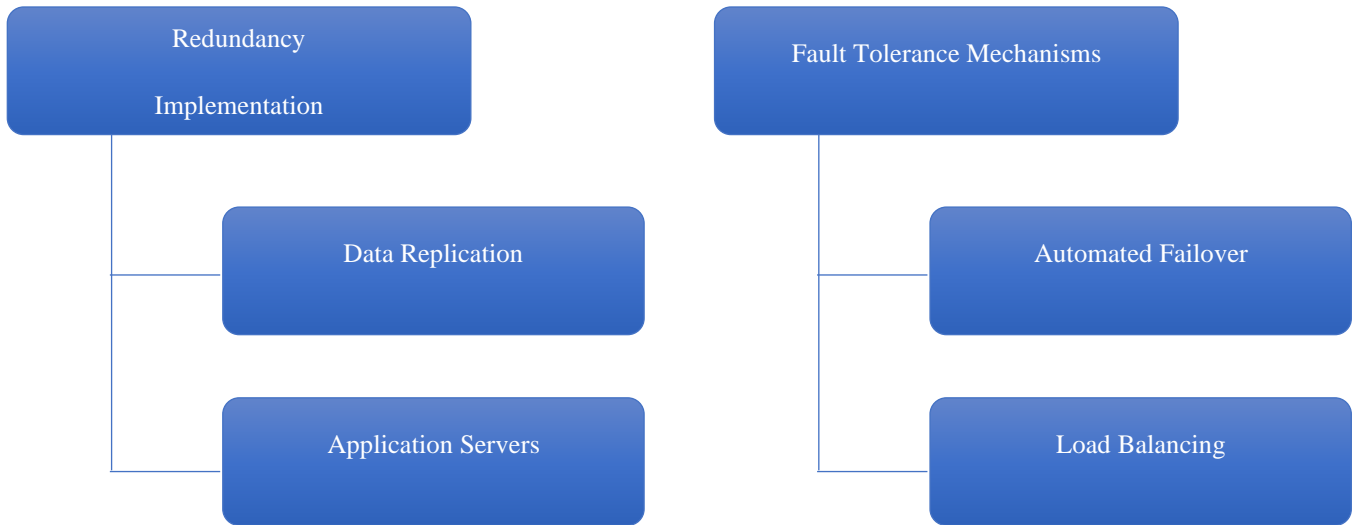 Redundancy
Implementation
Data Replication
Application Servers
Fault Tolerance Mechanisms
Automated Failover
Load Balancing